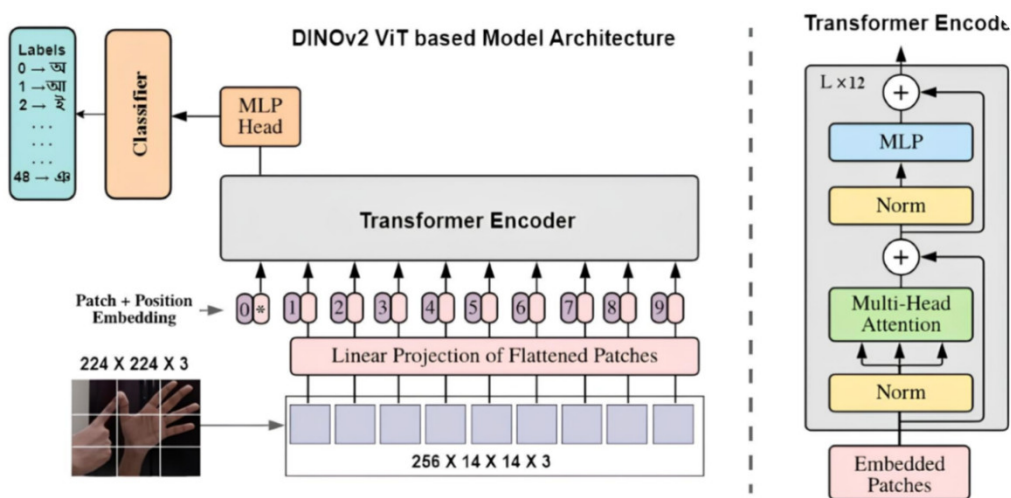 DINOv2 ViT based Model Architecture
Labels
0 → অ
1 → আ
2 → ই
. . .
. . .
. . .
48 → ঞ
Classifier
MLP
Head
Transformer Encoder
Patch + Position
Embedding
0 *
1
2
3
4
5
6
7
8
9
Linear Projection of Flattened Patches
224 X 224 X 3
256 X 14 X 14 X 3
Transformer Encode
L ×12
+
MLP
Norm
+
Multi-Head
Attention
Norm
Embedded
Patches